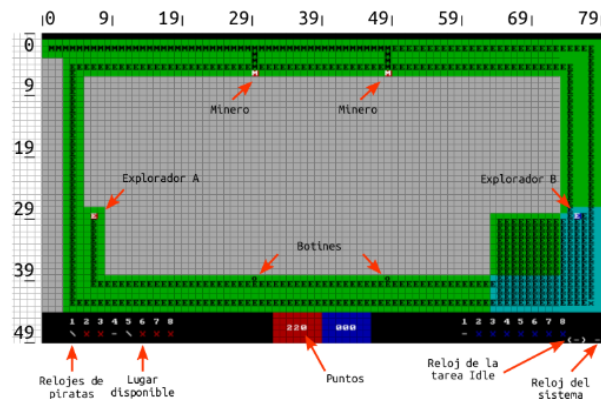 0 9 29 39 49 69 79
0
9
19
29
39
49
M M
Minero Minero
Explorador A Explorador B
Botines
1 2 3 4 5 6 7 8
\ x x - \ x x x
220 000
1 2 3 4 5 6 7 8
Relojes de piratas
Lugar disponible
Puntos
Reloj de la tarea Idle
Reloj del sistema